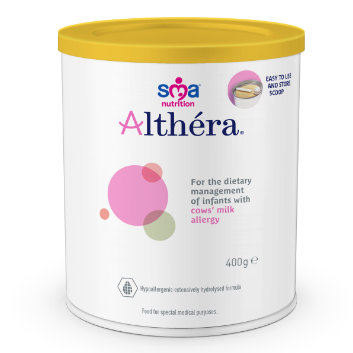 sma
nutrition
Althéra®
EASY TO USE
AND STORE
SCOOP
For the dietary
management
of infants with
cows' milk
allergy
400g ℮
Hypoallergenic extensively hydrolysed formula
Food for special medical purposes.